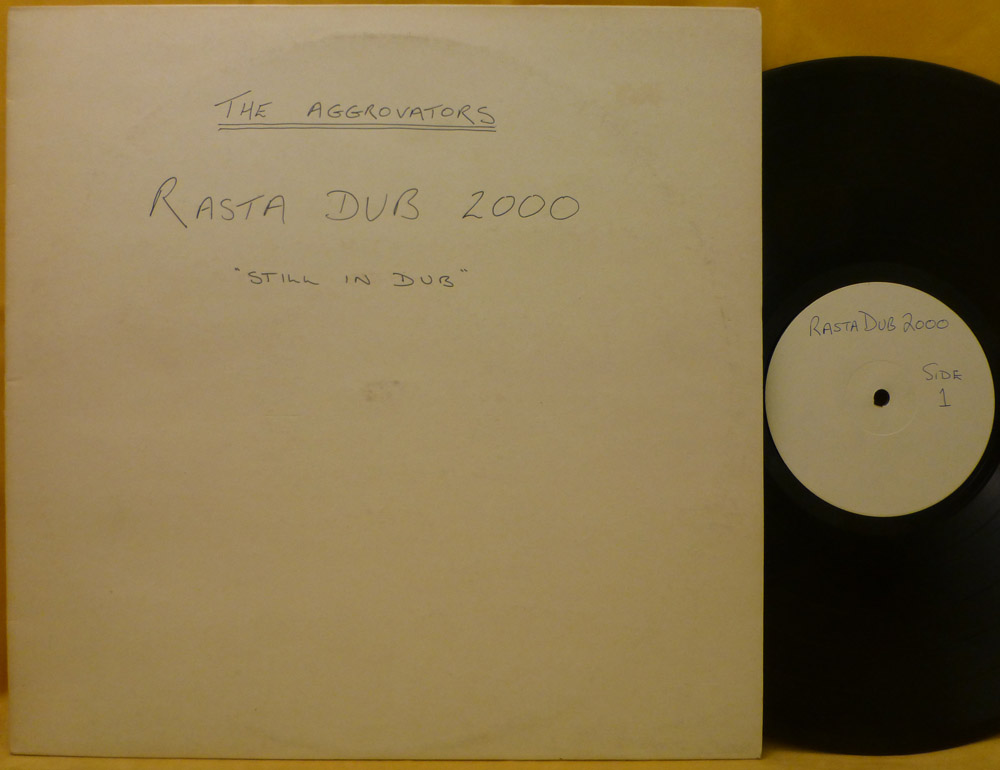 THE AGGROVATORS
RASTA DUB 2000
"STILL IN DUB"
RASTA DUB 2000
SIDE
1